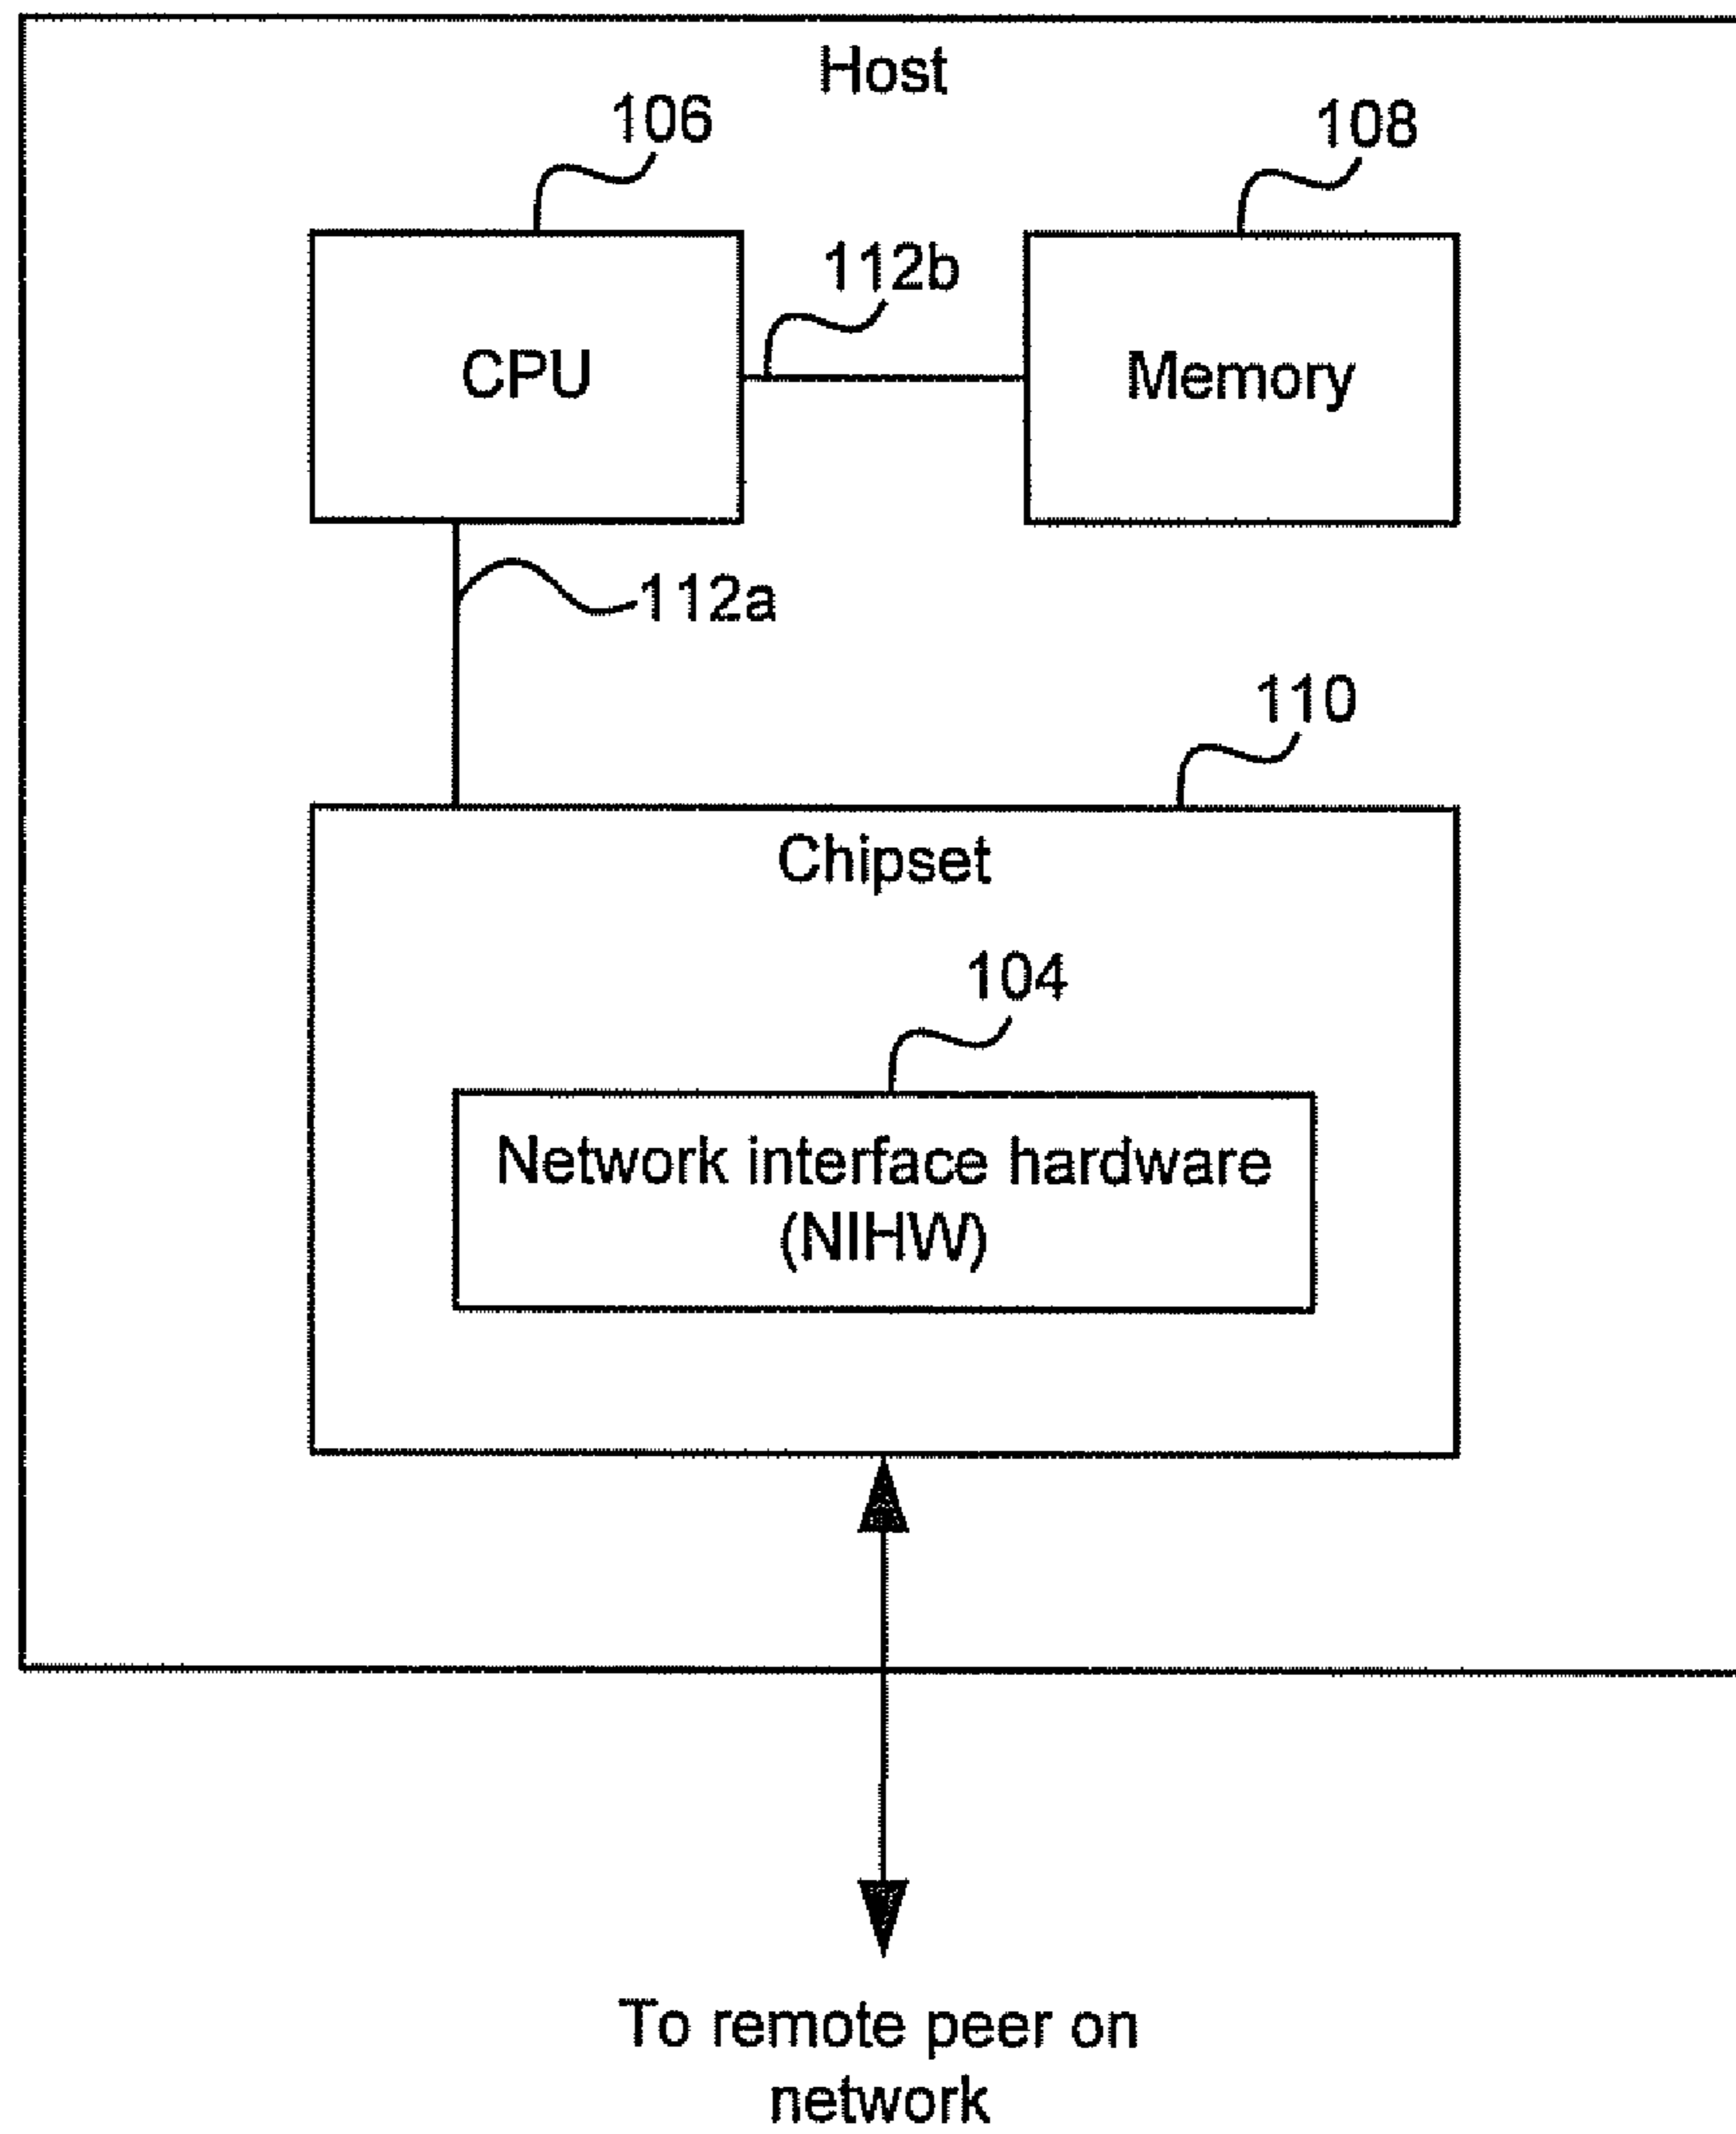 Host
106
108
112b
CPU
Memory
112a
110
Chipset
104
Network interface hardware
(NIHW)
To remote peer on
network